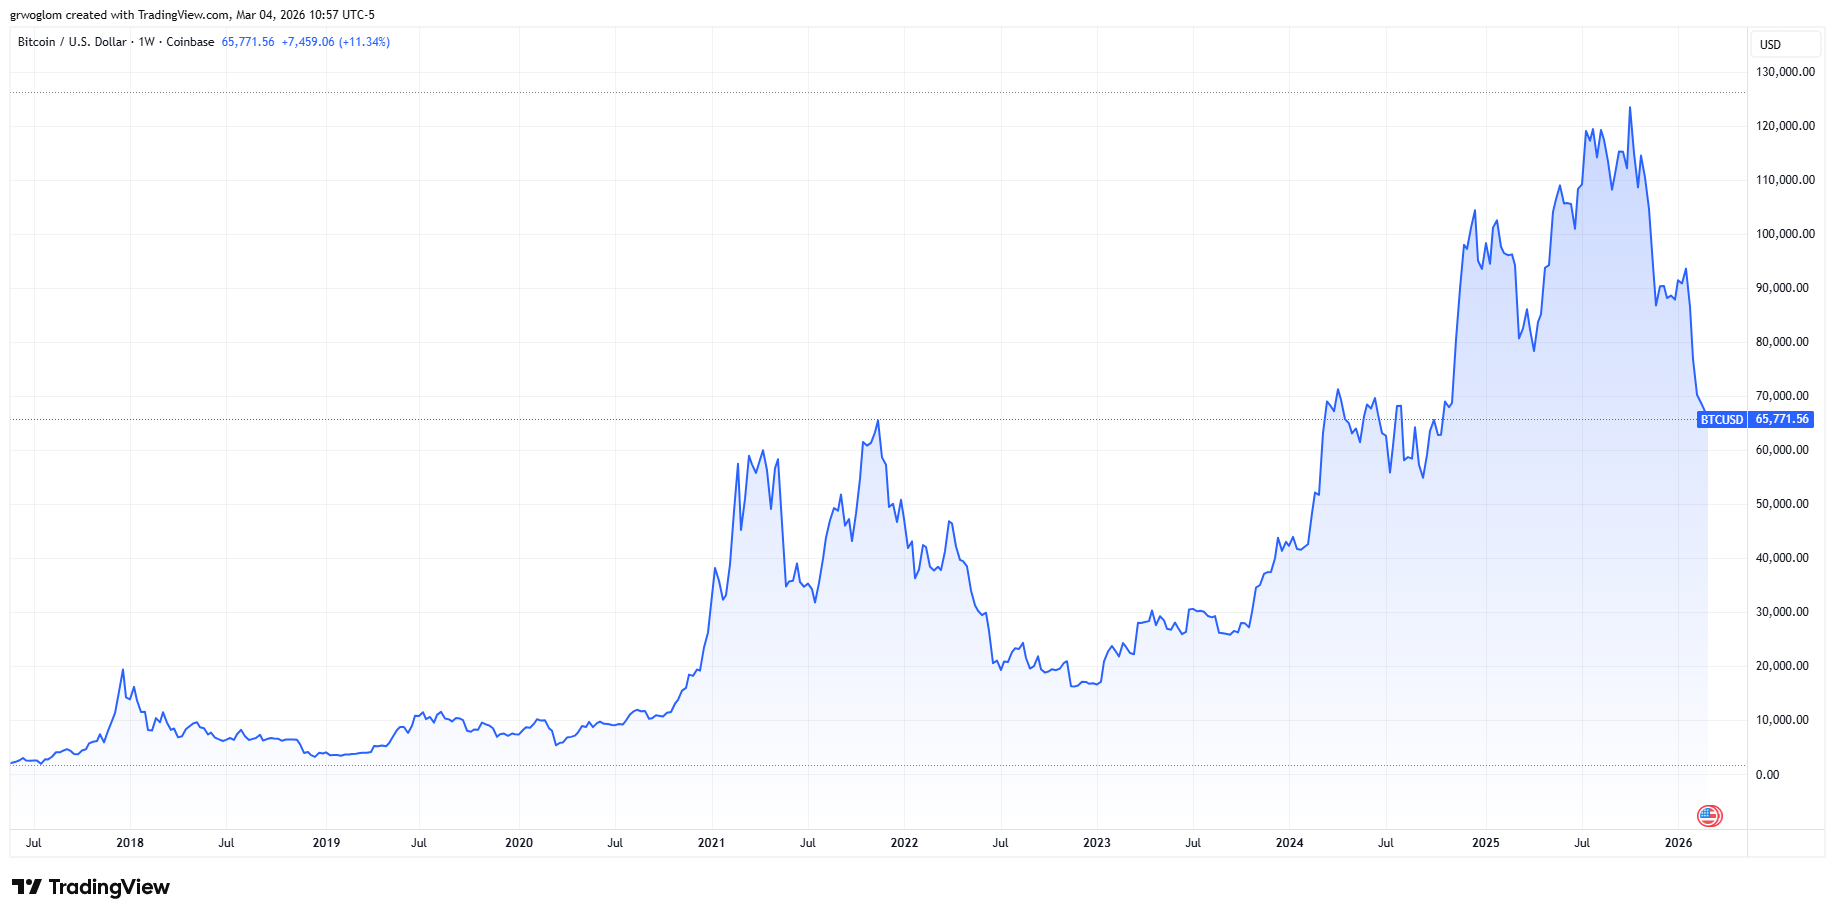 grwoglom created with TradingView.com, Mar 04, 2026 10:57 UTC-5
Bitcoin / U.S. Dollar · 1W · Coinbase 65,771.56 +7,459.06 (+11.34%)
USD
130,000.00
120,000.00
110,000.00
100,000.00
90,000.00
80,000.00
70,000.00
BTCUSD 65,771.56
60,000.00
50,000.00
40,000.00
30,000.00
20,000.00
10,000.00
0.00
Jul 2018 Jul 2019 Jul 2020 Jul 2021 Jul 2022 Jul 2023 Jul 2024 Jul 2025 Jul 2026
TradingView